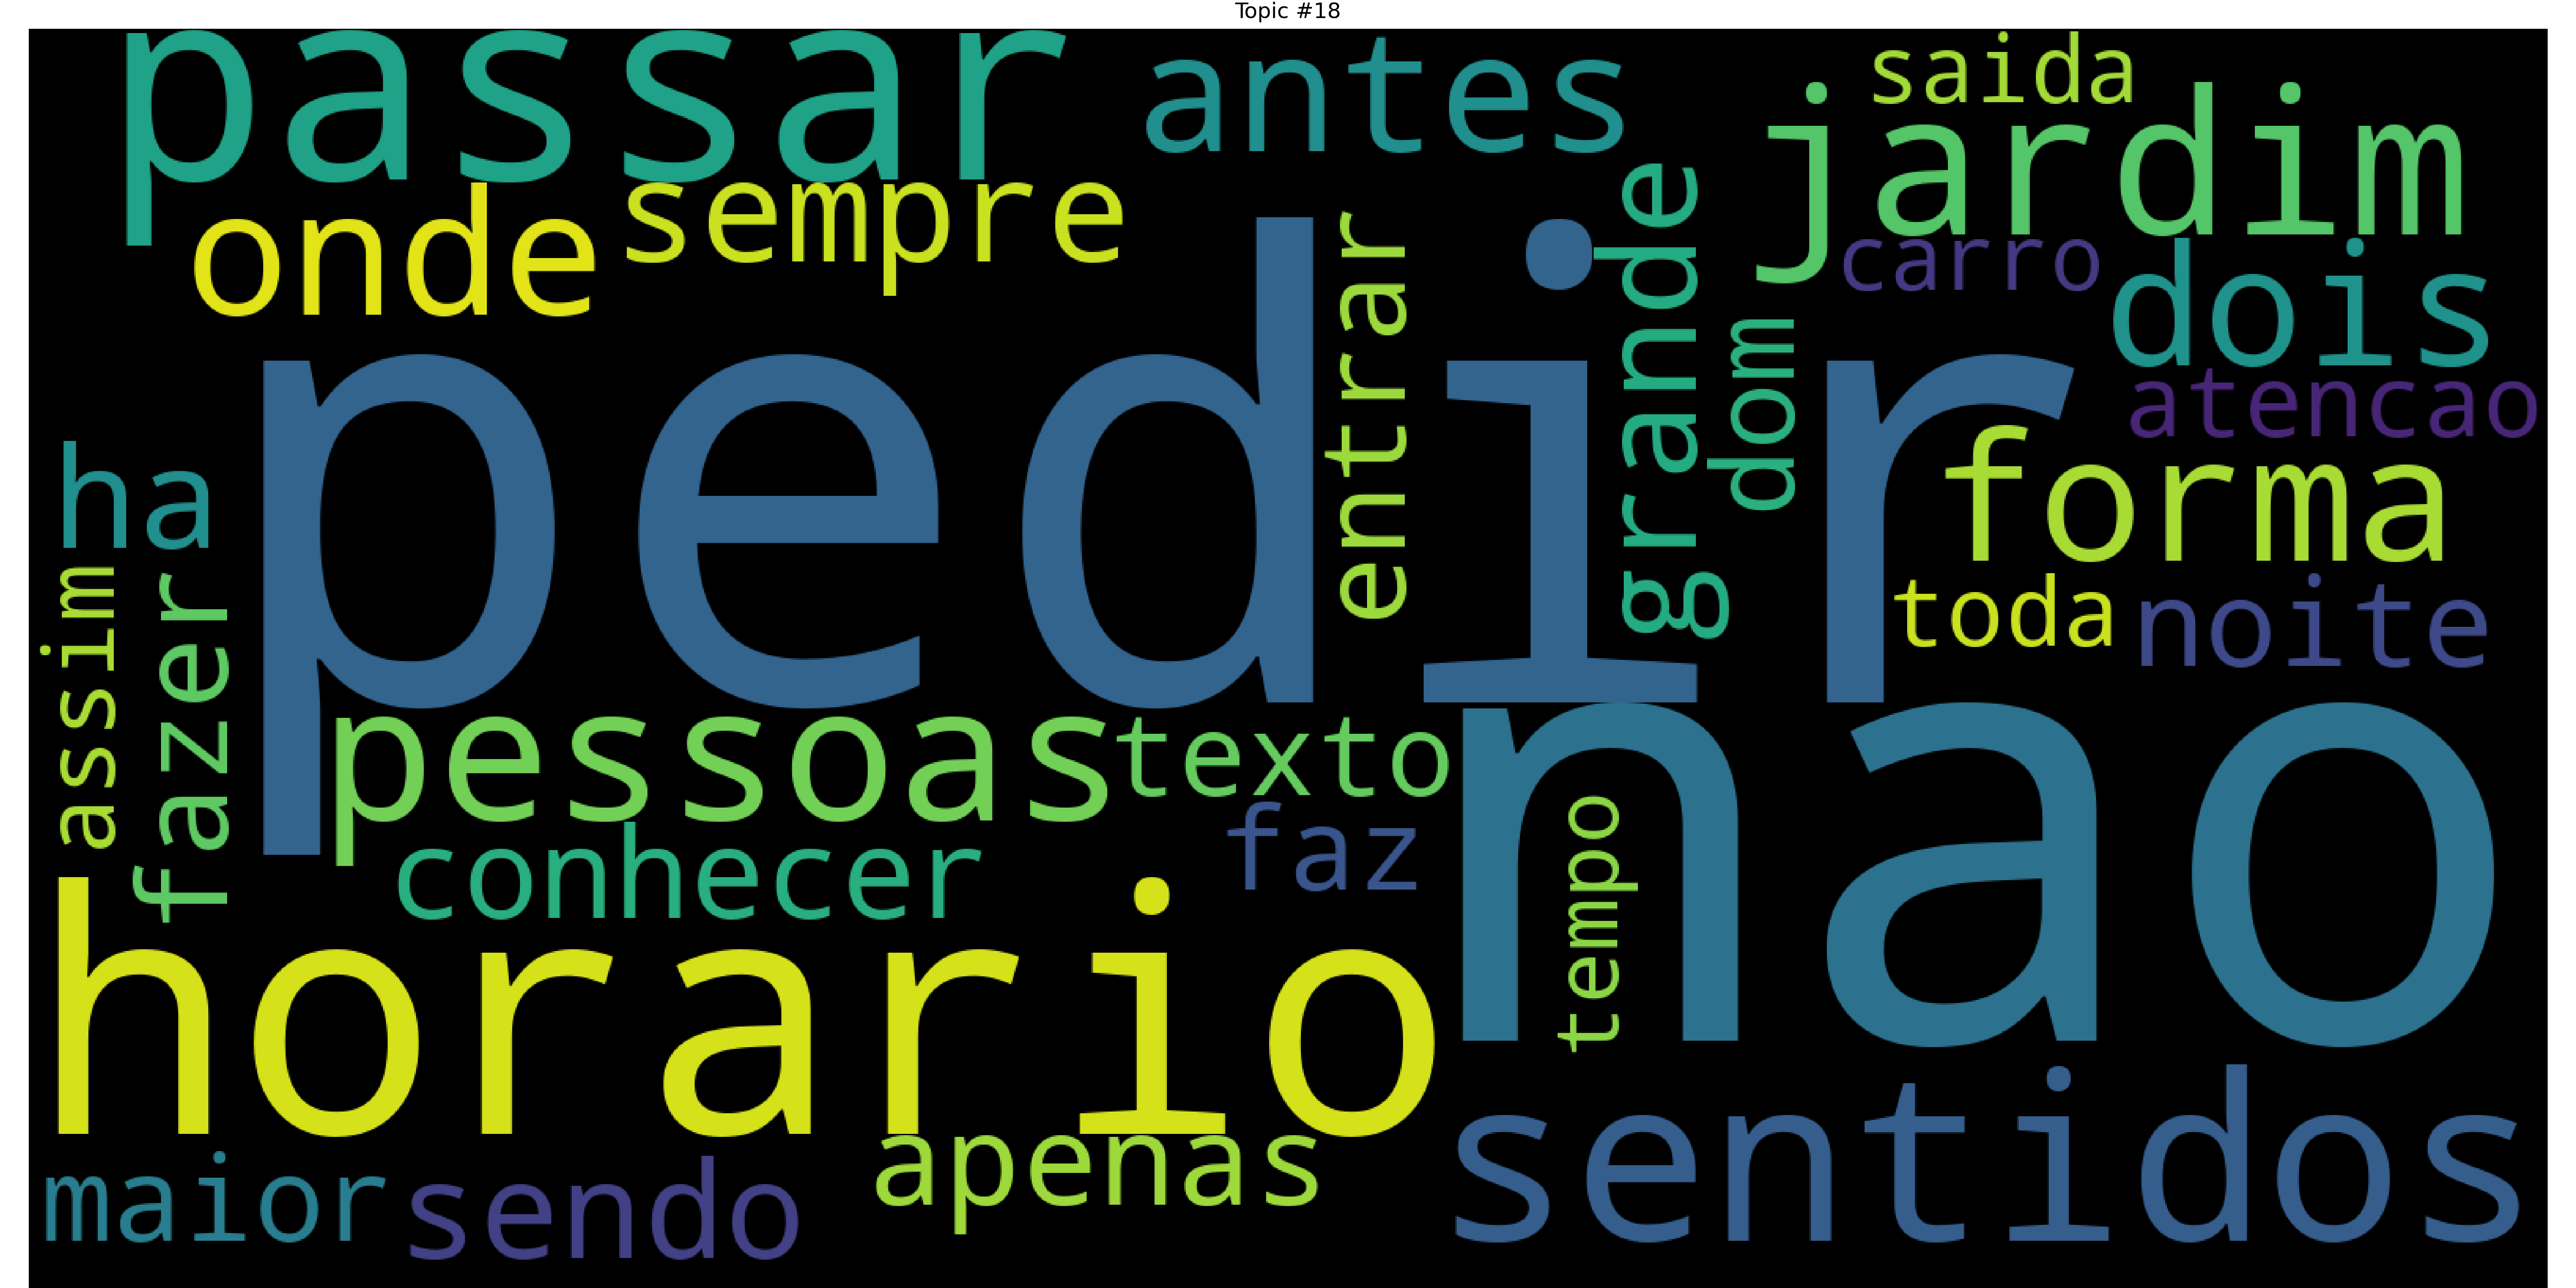 Topic #18
passar
antes
saida
jardim
onde
sempre
entrar
grande
carro
dois
dom
pedir
atencao
ha
forma
assim
fazer
toda
noite
pessoas
texto
nao
conhecer
faz
tempo
horario
sentidos
maior
sendo
apenas